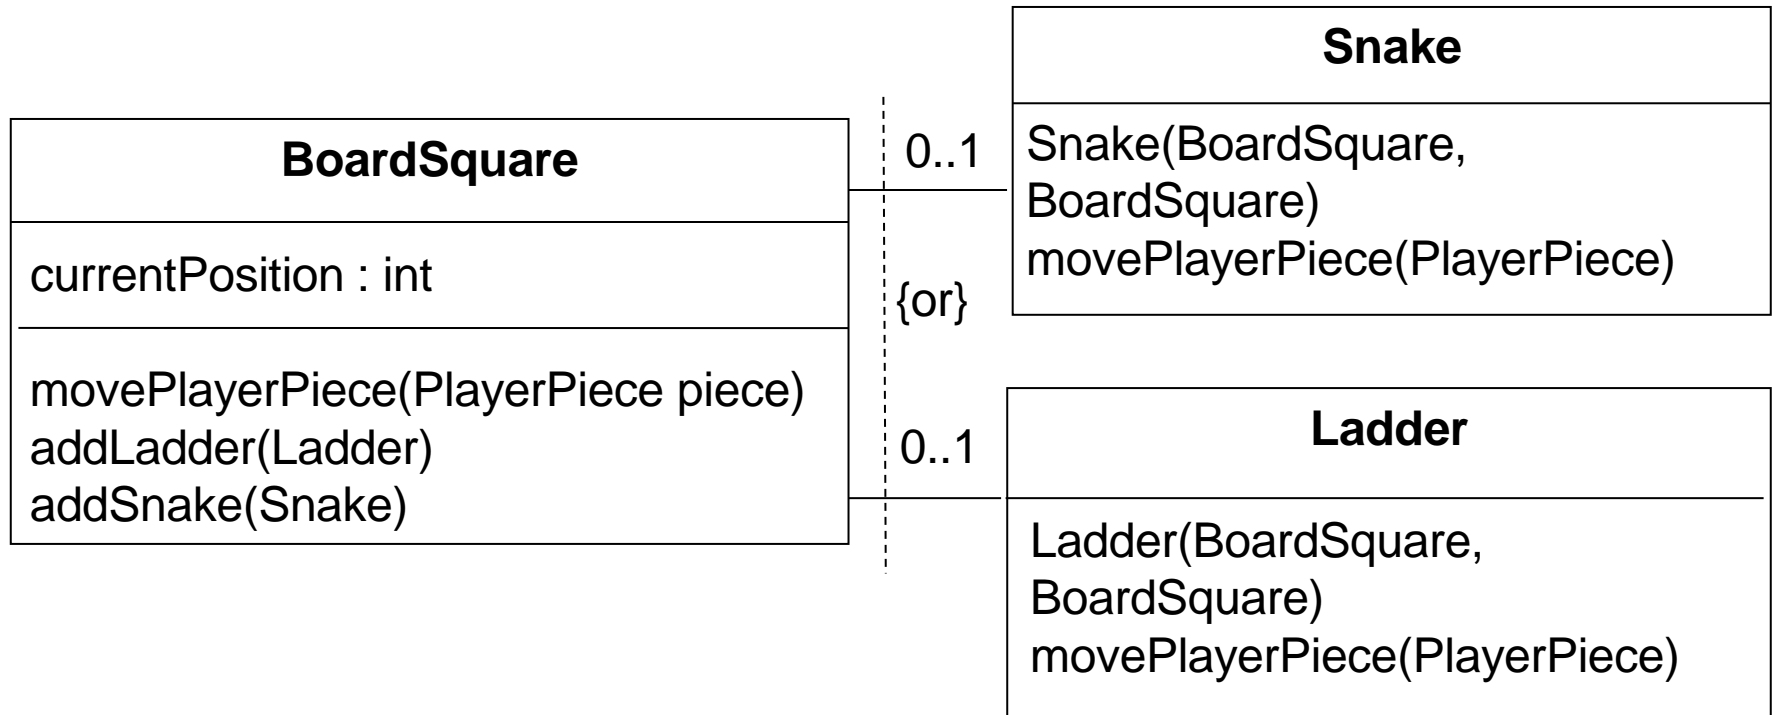 BoardSquare
currentPosition : int
movePlayerPiece(PlayerPiece piece)
addLadder(Ladder)
addSnake(Snake)
0..1
{or}
0..1
Snake
Snake(BoardSquare,
BoardSquare)
movePlayerPiece(PlayerPiece)
Ladder
Ladder(BoardSquare,
BoardSquare)
movePlayerPiece(PlayerPiece)